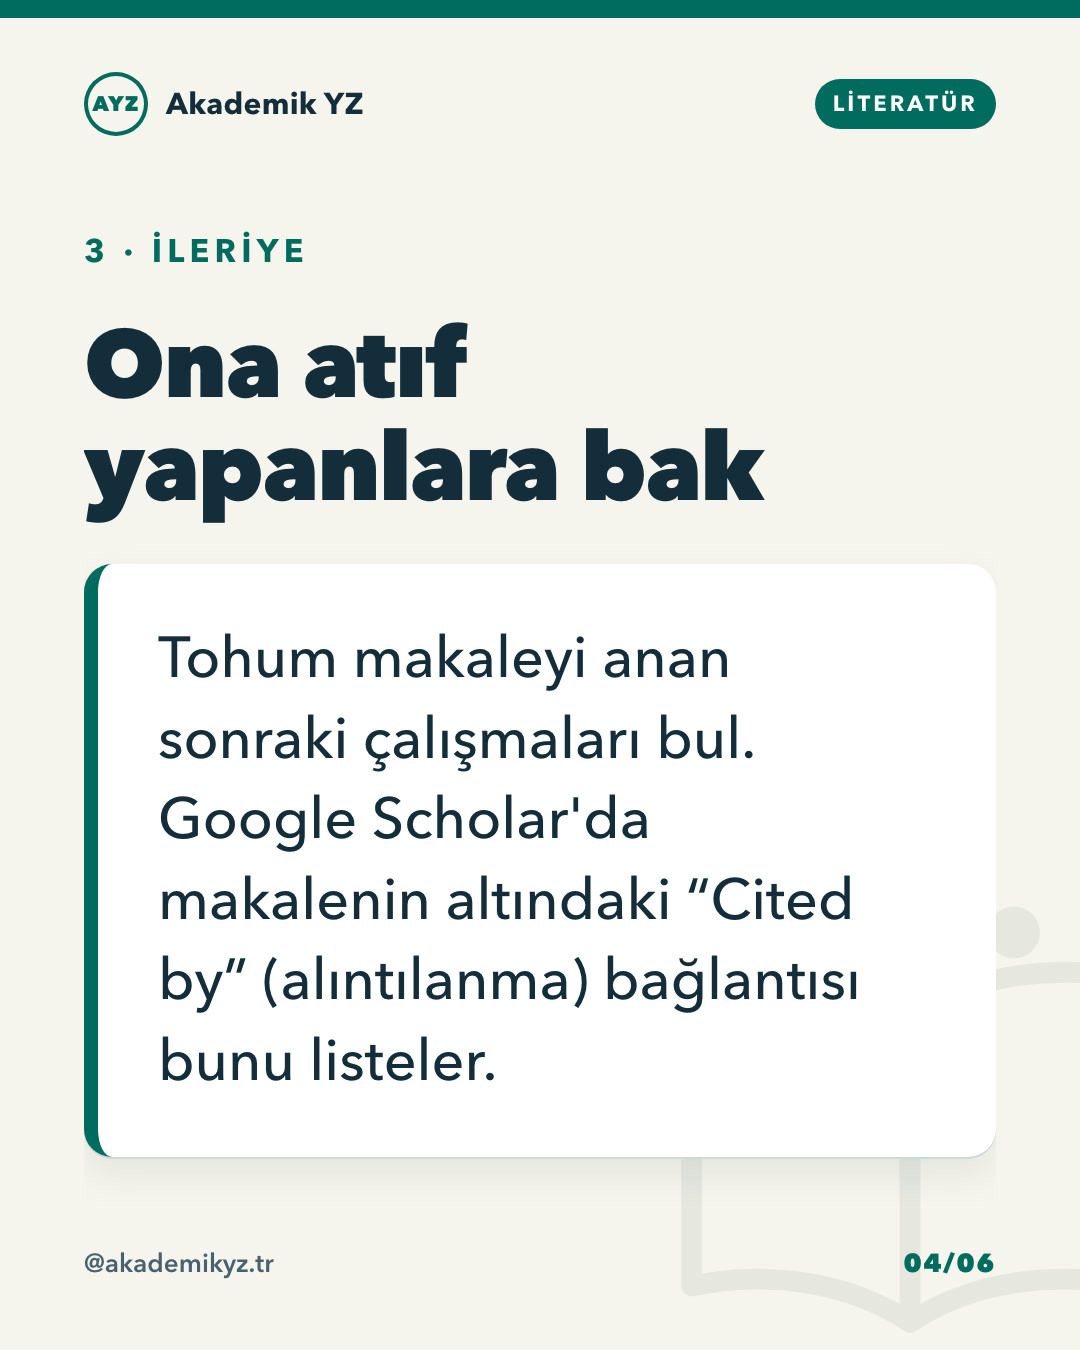 AYZ
Akademik YZ
LİTERATÜR
3 · İLERİYE
Ona atıf
yapanlara bak
Tohum makaleyi anan
sonraki çalışmaları bul.
Google Scholar'da
makalenin altındaki “Cited
by” (alıntılanma) bağlantısı
bunu listeler.
@akademikyz.tr
04/06